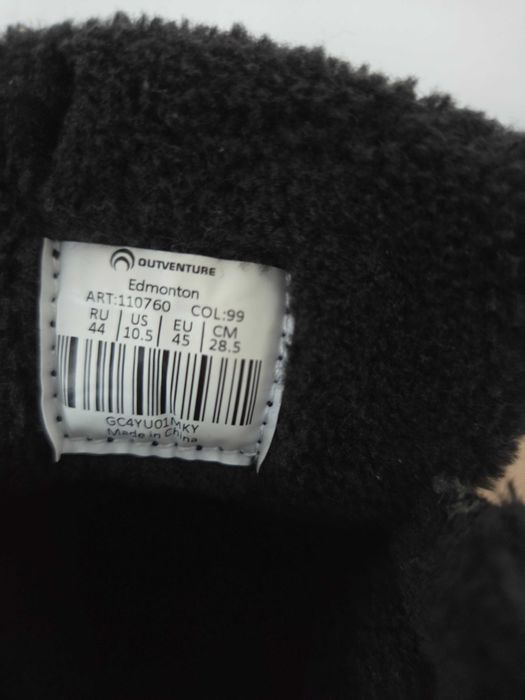 OUTVENTURE
Edmonton
ART:110760 COL:99
RU US EU CM
44 10.5 45 28.5
GC4YU01MKY
Made in China